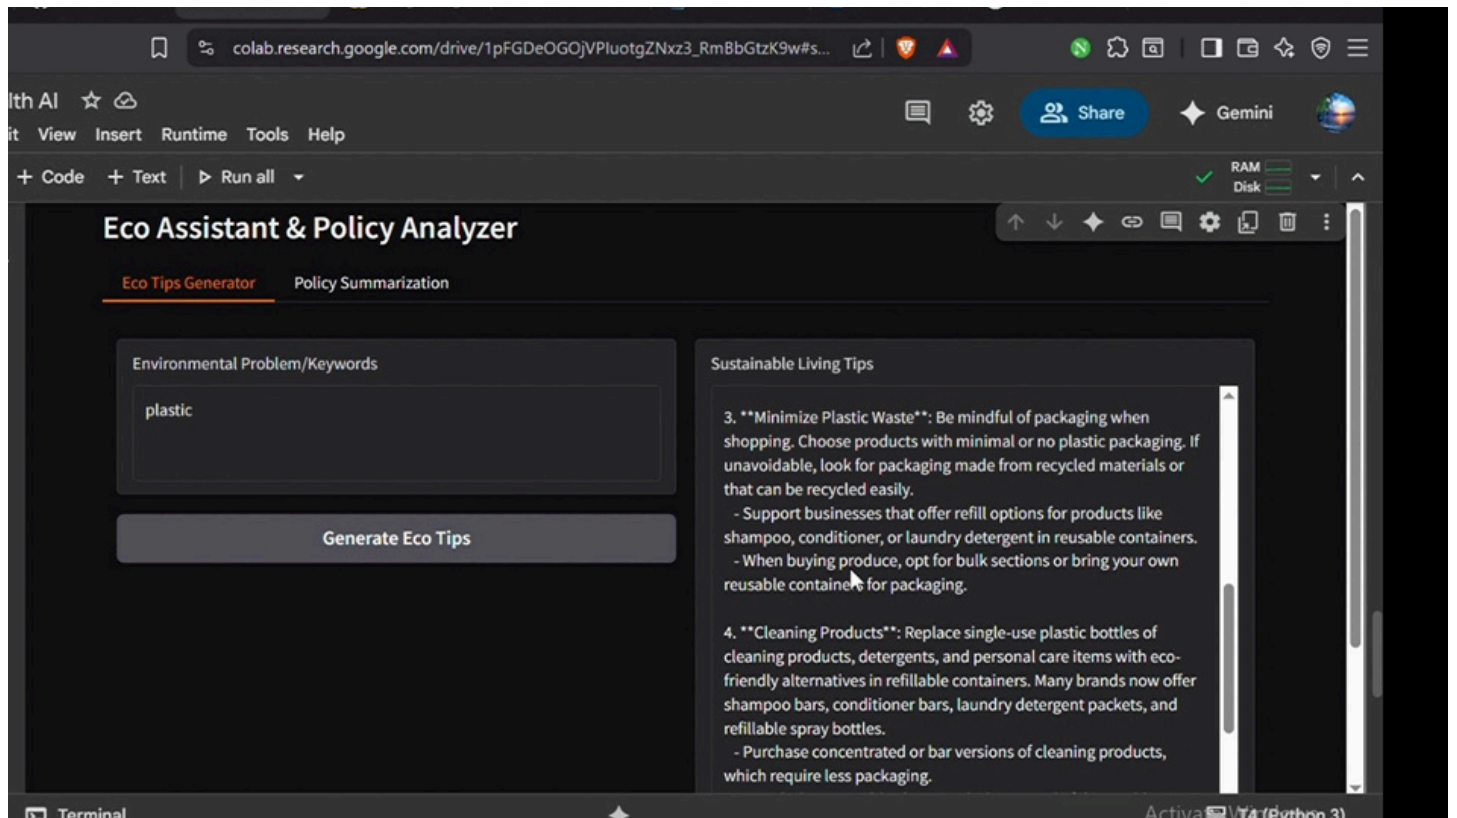 colab.research.google.com/drive/1pFGDeOGOjVPIuotgZNxz3_RmBbGtzK9w#s...
lth AI
Share
Gemini
it View Insert Runtime Tools Help
+ Code + Text Run all
RAM
Disk
Eco Assistant & Policy Analyzer
Eco Tips Generator Policy Summarization
Environmental Problem/Keywords
plastic
Generate Eco Tips
Sustainable Living Tips
3. **Minimize Plastic Waste**: Be mindful of packaging when
shopping. Choose products with minimal or no plastic packaging. If
unavoidable, look for packaging made from recycled materials or
that can be recycled easily.
- Support businesses that offer refill options for products like
shampoo, conditioner, or laundry detergent in reusable containers.
- When buying produce, opt for bulk sections or bring your own
reusable containers for packaging.
4. **Cleaning Products**: Replace single-use plastic bottles of
cleaning products, detergents, and personal care items with eco-
friendly alternatives in refillable containers. Many brands now offer
shampoo bars, conditioner bars, laundry detergent packets, and
refillable spray bottles.
- Purchase concentrated or bar versions of cleaning products,
which require less packaging.
Terminal
T4 (Python 3)